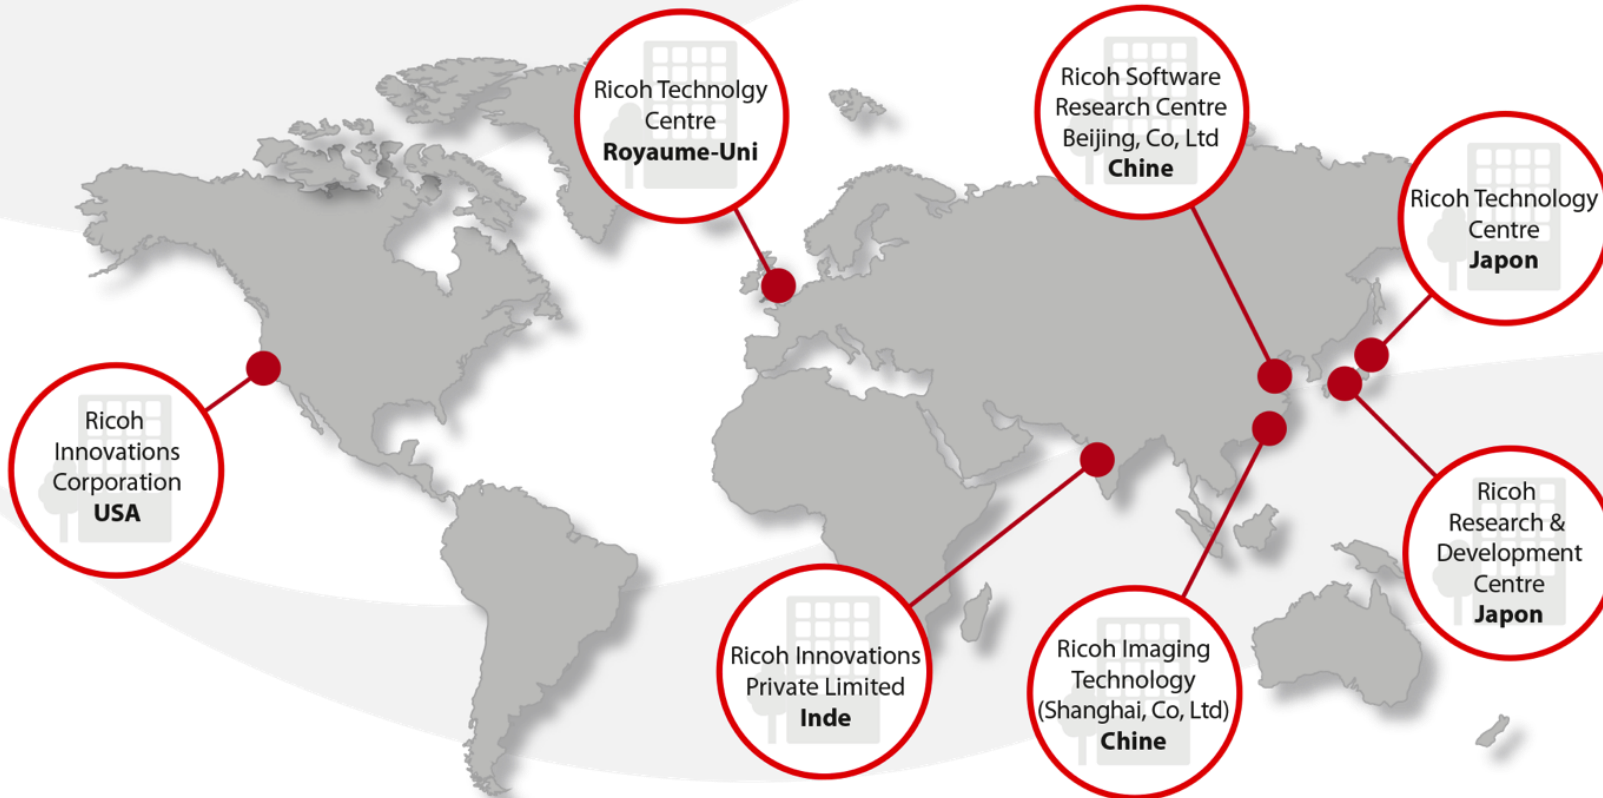 Ricoh Technolgy
Centre
Royaume-Uni
Ricoh Software
Research Centre
Beijing, Co, Ltd
Chine
Ricoh Technology
Centre
Japon
Ricoh
Innovations
Corporation
USA
Ricoh Innovations
Private Limited
Inde
Ricoh Imaging
Technology
(Shanghai, Co, Ltd)
Chine
Ricoh
Research &
Development
Centre
Japon